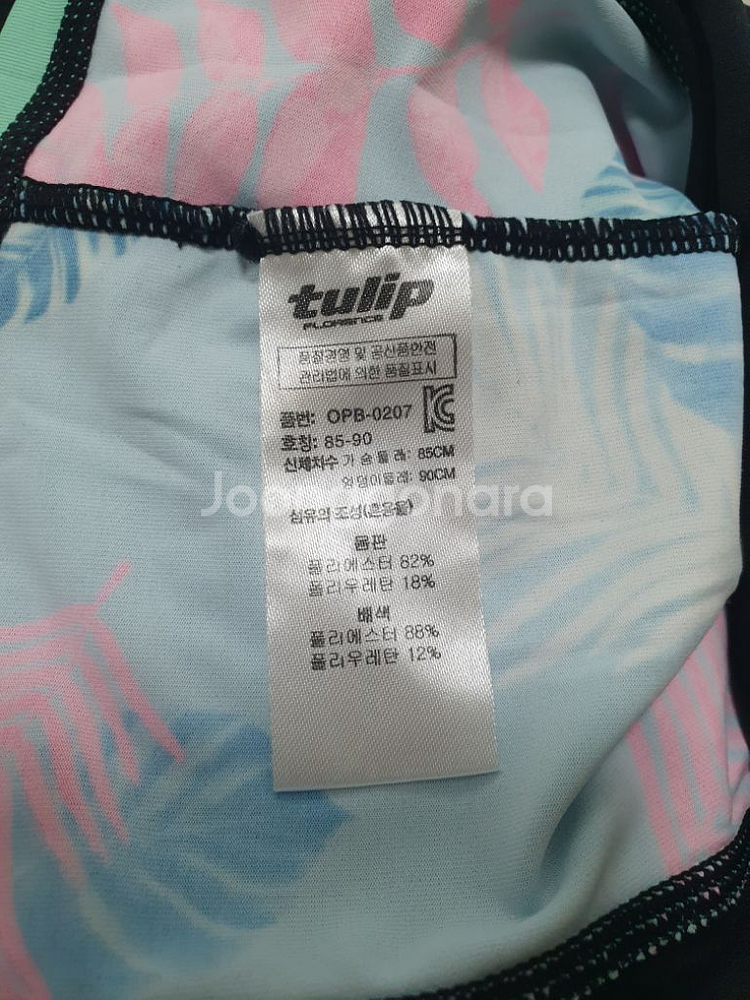 tulip
FLORENCE
품질경영 및 공산품안전
관리법에 의한 품질표시
품번: OPB-0207
호칭: 85-90
신체치수 가슴둘레: 85CM
엉덩이둘레: 90CM
Joonggonara
섬유의 조성(혼용율)
몸판
폴리에스터 82%
폴리우레탄 18%
배색
폴리에스터 88%
폴리우레탄 12%